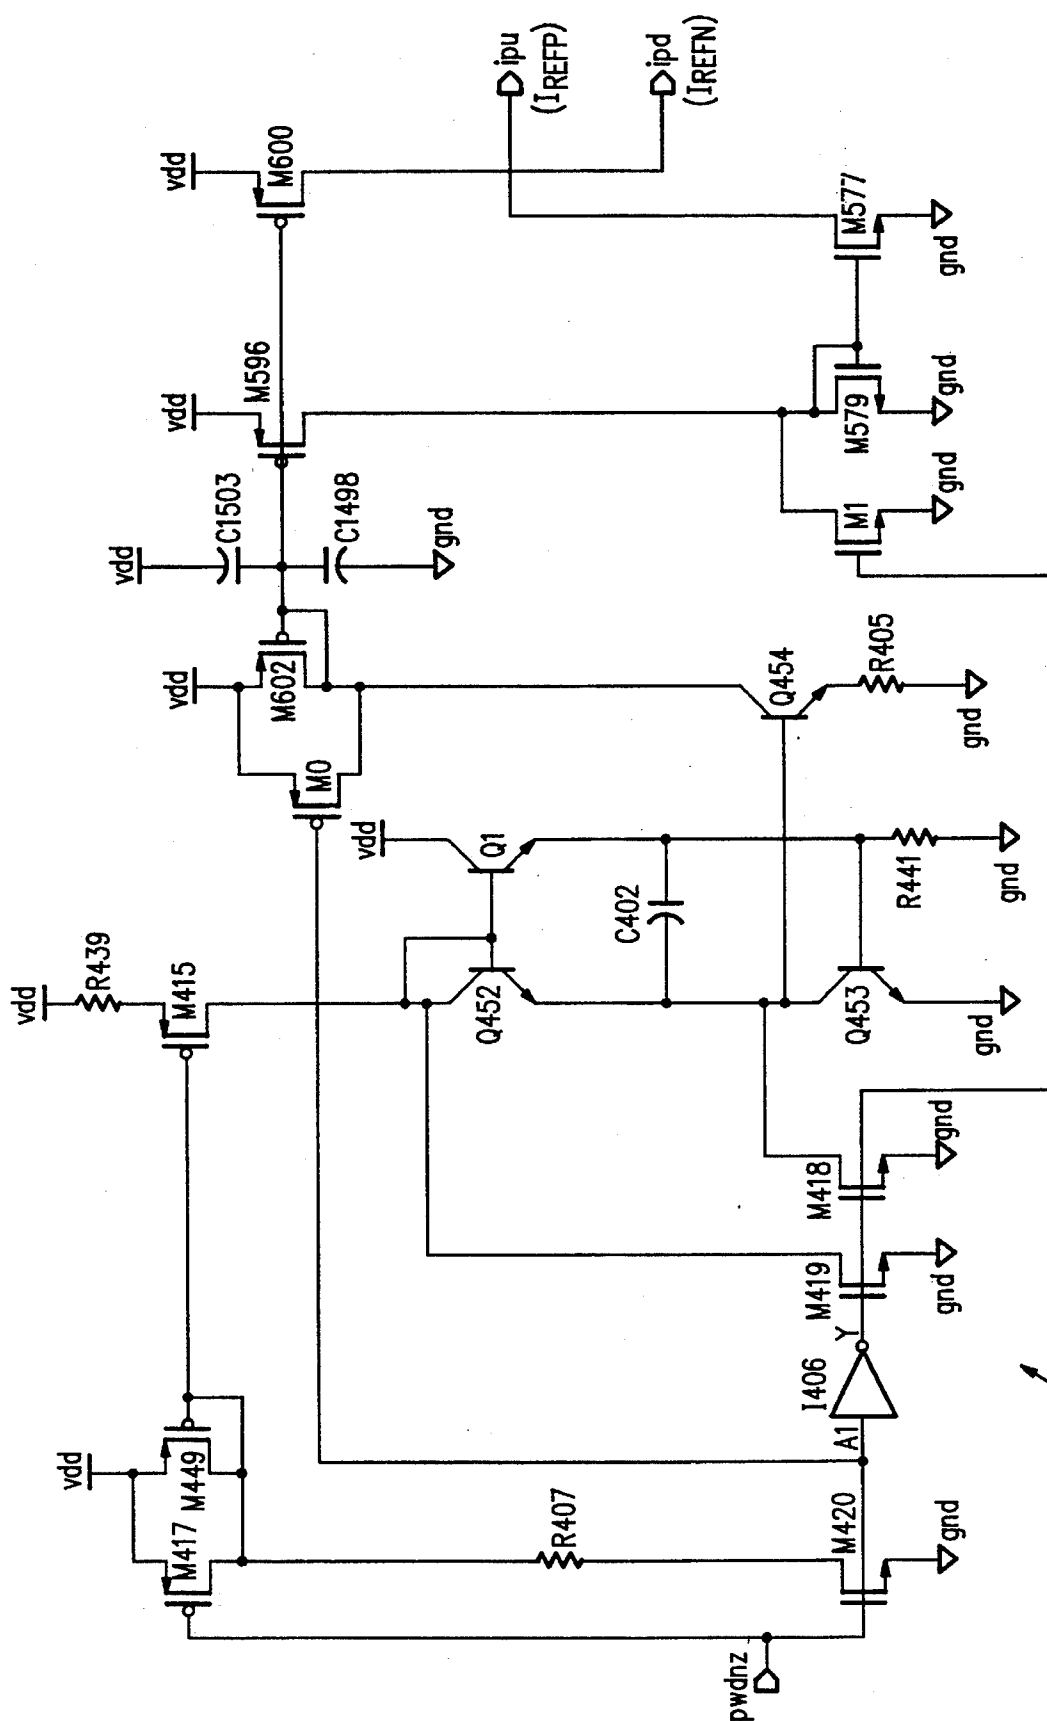 vdd
vdd
M417
M449
R439
M415
vdd
M0
vdd
M602
vdd
C1503
C1498
gnd
vdd
M596
vdd
M600
ipu
(IREFP)
ipd
(IREFN)
vdd
Q1
Q452
C402
R407
Q453
R441
gnd
gnd
Q454
R405
gnd
pwdnz
M420
gnd
A1
I406
Y
M419
gnd
M418
gnd
M1
gnd
M579
gnd
M577
gnd